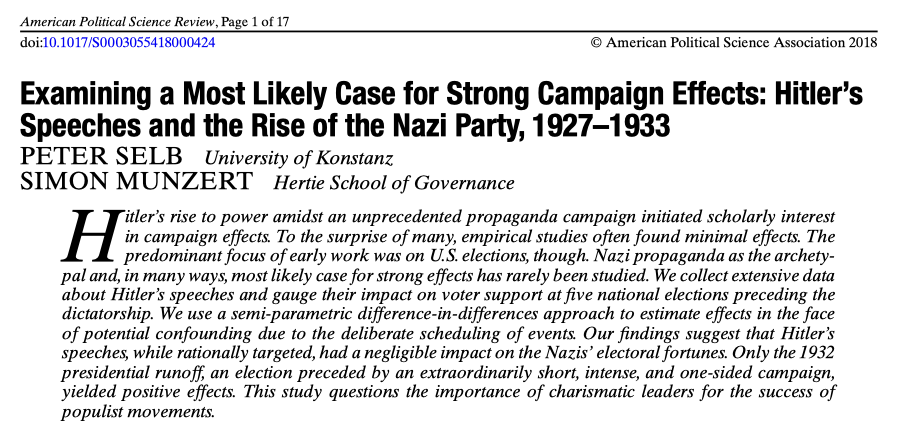 American Political Science Review, Page 1 of 17
doi:10.1017/S0003055418000424
© American Political Science Association 2018
Examining a Most Likely Case for Strong Campaign Effects: Hitler's
Speeches and the Rise of the Nazi Party, 1927–1933
PETER SELB University of Konstanz
SIMON MUNZERT Hertie School of Governance
Hitler's rise to power amidst an unprecedented propaganda campaign initiated scholarly interest
in campaign effects. To the surprise of many, empirical studies often found minimal effects. The
predominant focus of early work was on U.S. elections, though. Nazi propaganda as the archety-
pal and, in many ways, most likely case for strong effects has rarely been studied. We collect extensive data
about Hitler's speeches and gauge their impact on voter support at five national elections preceding the
dictatorship. We use a semi-parametric difference-in-differences approach to estimate effects in the face
of potential confounding due to the deliberate scheduling of events. Our findings suggest that Hitler's
speeches, while rationally targeted, had a negligible impact on the Nazis' electoral fortunes. Only the 1932
presidential runoff, an election preceded by an extraordinarily short, intense, and one-sided campaign,
yielded positive effects. This study questions the importance of charismatic leaders for the success of
populist movements.